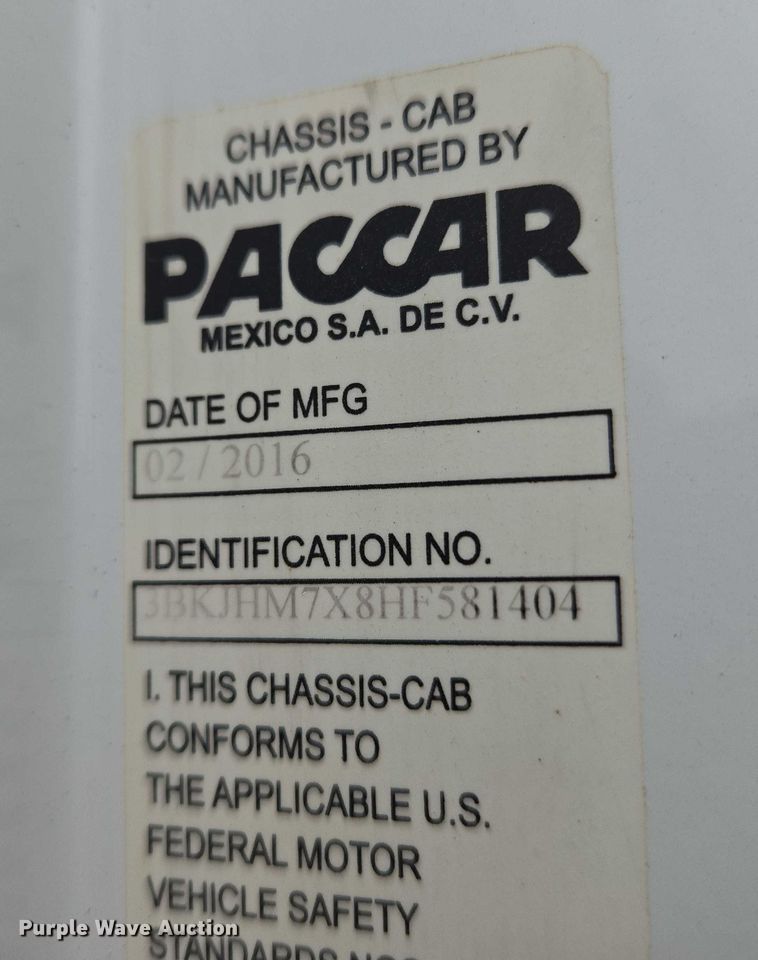 CHASSIS - CAB
MANUFACTURED BY
PACCAR
MEXICO S.A. DE C.V.
DATE OF MFG
02 / 2016
IDENTIFICATION NO.
3BKJHM7X8HF581404
I. THIS CHASSIS-CAB
CONFORMS TO
THE APPLICABLE U.S.
FEDERAL MOTOR
VEHICLE SAFETY
STANDARDS
Purple Wave Auction